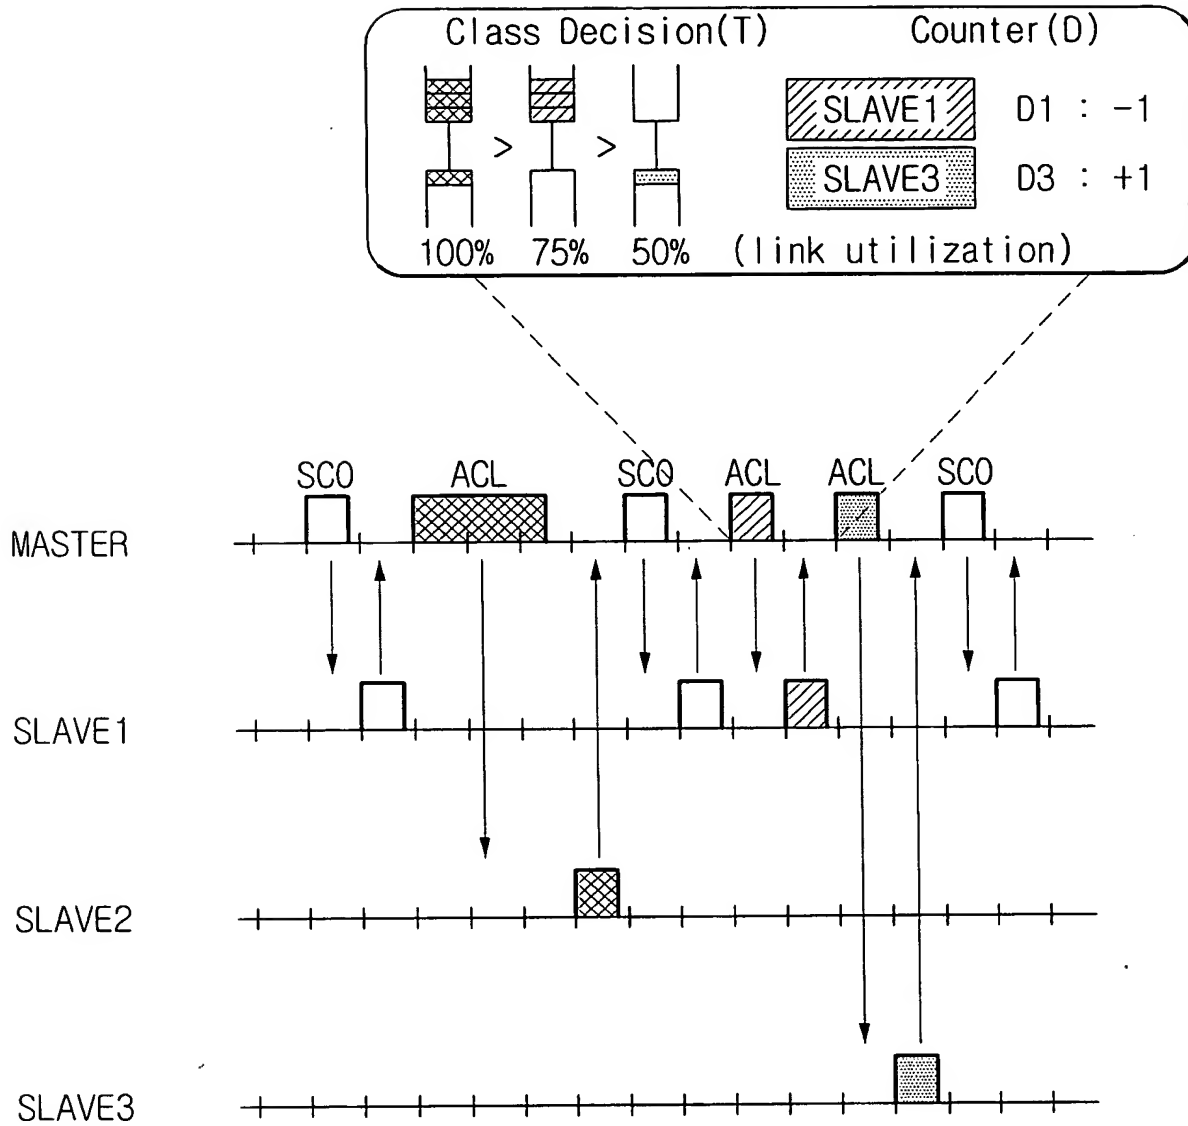 Class Decision(T) Counter(D)
SLAVE1 D1 : -1
> >
SLAVE3 D3 : +1
100% 75% 50% (link utilization)
SCO ACL SCO ACL ACL SCO
MASTER
SLAVE1
SLAVE2
SLAVE3